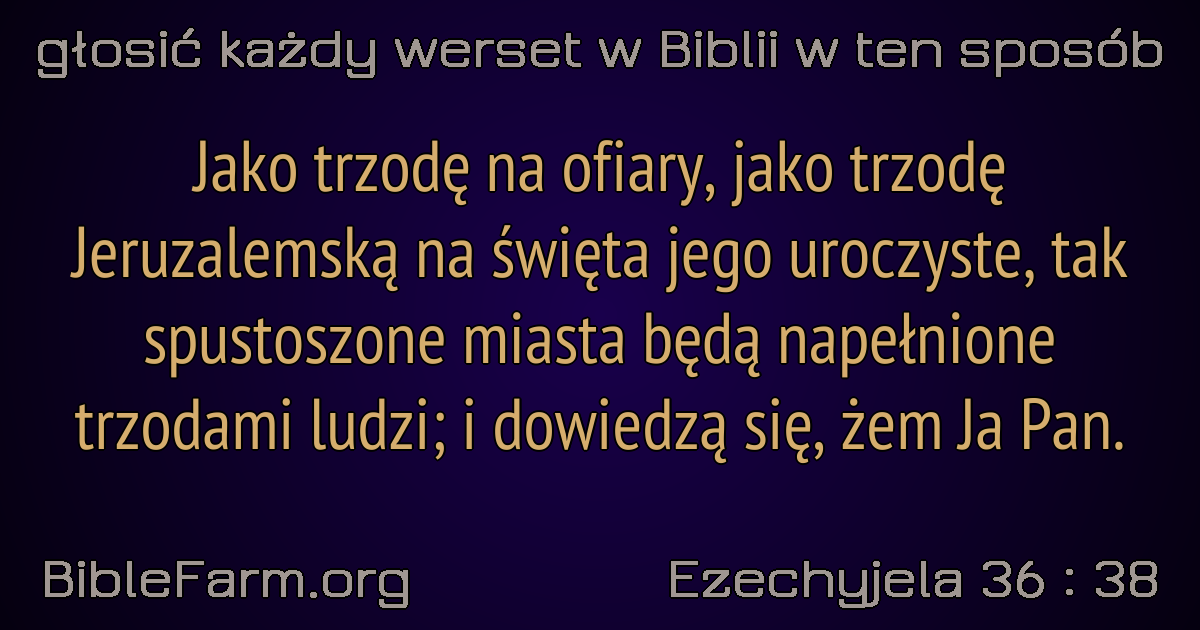 głosić każdy werset w Biblii w ten sposób
Jako trzodę na ofiary, jako trzodę
Jeruzalemską na święta jego uroczyste, tak
spustoszone miasta będą napełnione
trzodami ludzi; i dowiedzą się, żem Ja Pan.
BibleFarm.org
Ezechyjela 36 : 38